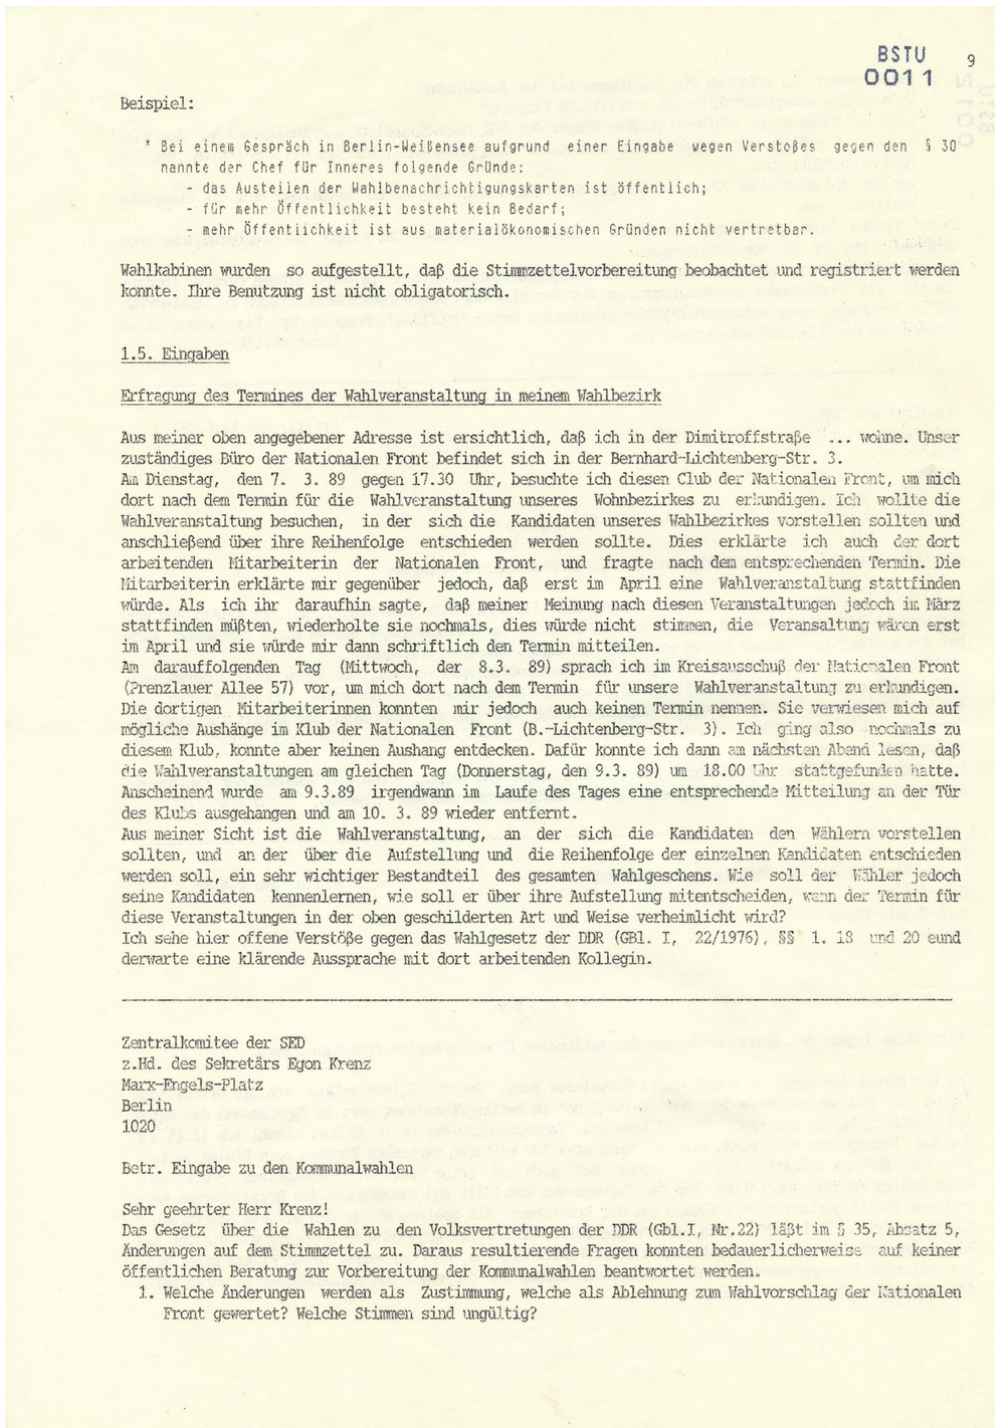 BSTU
0011
9
Beispiel:
* Bei einem Gespräch in Berlin-Weißensee aufgrund einer Eingabe wegen Verstoßes gegen den § 30
nannte der Chef für Inneres folgende Gründe:
- das Austeilen der Wahlbenachrichtigungskarten ist öffentlich;
- für mehr Öffentlichkeit besteht kein Bedarf;
- mehr Öffentlichkeit ist aus materialökonomischen Gründen nicht vertretbar.
Wahlkabinen wurden so aufgestellt, daß die Stimmzettelvorbereitung beobachtet und registriert werden
konnte. Ihre Benutzung ist nicht obligatorisch.
1.5. Eingaben
Erfragung des Termines der Wahlveranstaltung in meinem Wahlbezirk
Aus meiner oben angegebener Adresse ist ersichtlich, daß ich in der Dimitroffstraße ... wohne. Unser
zuständiges Büro der Nationalen Front befindet sich in der Bernhard-Lichtenberg-Str. 3.
Am Dienstag, den 7. 3. 89 gegen 17.30 Uhr, besuchte ich diesen Club der Nationalen Front, um mich
dort nach dem Termin für die Wahlveranstaltung unseres Wohnbezirkes zu erkundigen. Ich wollte die
Wahlveranstaltung besuchen, in der sich die Kandidaten unseres Wahlbezirkes vorstellen sollten und
anschließend über ihre Reihenfolge entschieden werden sollte. Dies erklärte ich auch der dort
arbeitenden Mitarbeiterin der Nationalen Front, und fragte nach dem entsprechenden Termin. Die
Mitarbeiterin erklärte mir gegenüber jedoch, daß erst im April eine Wahlveranstaltung stattfinden
würde. Als ich ihr daraufhin sagte, daß meiner Meinung nach diesen Veranstaltungen jedoch im März
stattfinden müßten, wiederholte sie nochmals, dies würde nicht stimmen, die Veransaltung wären erst
im April und sie würde mir dann schriftlich den Termin mitteilen.
Am darauffolgenden Tag (Mittwoch, der 8.3. 89) sprach ich im Kreisausschuß der Nationalen Front
(Prenzlauer Allee 57) vor, um mich dort nach dem Termin für unsere Wahlveranstaltung zu erkundigen.
Die dortigen Mitarbeiterinnen konnten mir jedoch auch keinen Termin nennen. Sie verwiesen mich auf
mögliche Aushänge im Klub der Nationalen Front (B.-Lichtenberg-Str. 3). Ich ging also nochmals zu
diesem Klub, konnte aber keinen Aushang entdecken. Dafür konnte ich dann am nächsten Abend lesen, daß
die Wahlveranstaltungen am gleichen Tag (Donnerstag, den 9.3. 89) um 18.00 Uhr stattgefunden hatte.
Anscheinend wurde am 9.3.89 irgendwann im Laufe des Tages eine entsprechende Mitteilung an der Tür
des Klubs ausgehangen und am 10. 3. 89 wieder entfernt.
Aus meiner Sicht ist die Wahlveranstaltung, an der sich die Kandidaten den Wählern vorstellen
sollten, und an der über die Aufstellung und die Reihenfolge der einzelnen Kandidaten entschieden
werden soll, ein sehr wichtiger Bestandteil des gesamten Wahlgeschens. Wie soll der Wähler jedoch
seine Kandidaten kennenlernen, wie soll er über ihre Aufstellung mitentscheiden, wenn der Termin für
diese Veranstaltungen in der oben geschilderten Art und Weise verheimlicht wird?
Ich sehe hier offene Verstöße gegen das Wahlgesetz der DDR (GBl. I, 22/1976), §§ 1. 18 und 20 eund
derwarte eine klärende Aussprache mit dort arbeitenden Kollegin.
Zentralkomitee der SED
z.Hd. des Sekretärs Egon Krenz
Marx-Engels-Platz
Berlin
1020
Betr. Eingabe zu den Kommunalwahlen
Sehr geehrter Herr Krenz!
Das Gesetz über die Wahlen zu den Volksvertretungen der DDR (Gbl.I, Nr.22) läßt im § 35, Absatz 5,
Änderungen auf dem Stimmzettel zu. Daraus resultierende Fragen konnten bedauerlicherweise auf keiner
öffentlichen Beratung zur Vorbereitung der Kommunalwahlen beantwortet werden.
1. Welche Änderungen werden als Zustimmung, welche als Ablehnung zum Wahlvorschlag der Nationalen
Front gewertet? Welche Stimmen sind ungültig?